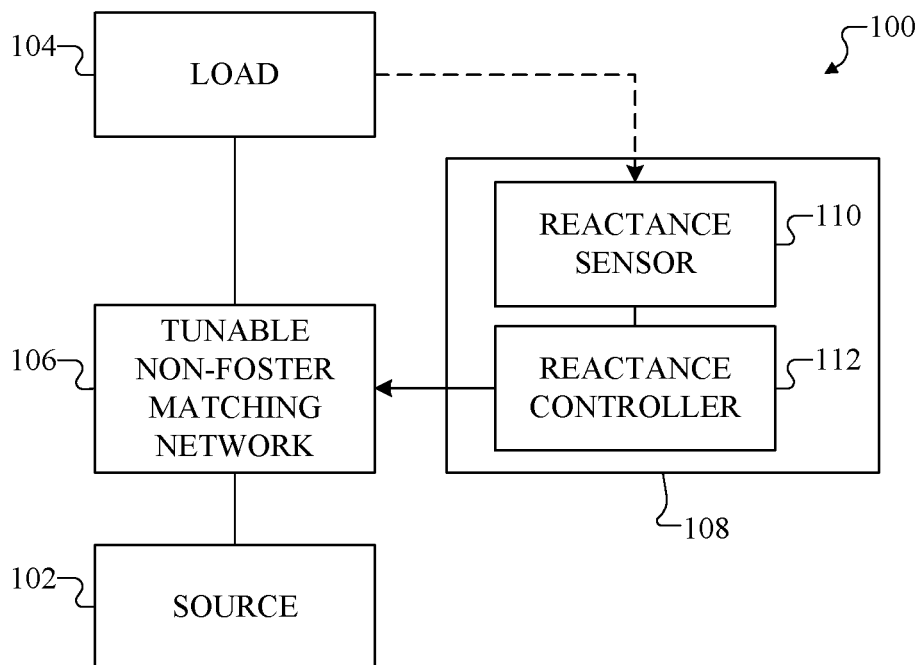 104
LOAD
100
REACTANCE
SENSOR
110
106
TUNABLE
NON-FOSTER
MATCHING
NETWORK
REACTANCE
CONTROLLER
112
108
102
SOURCE